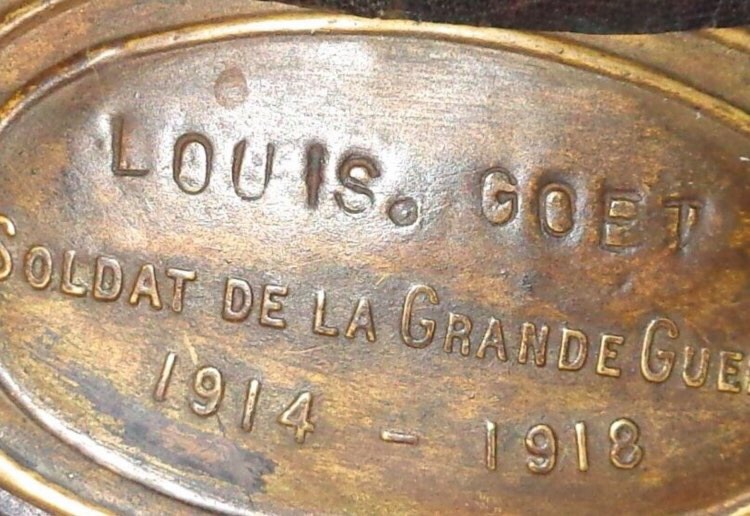 LOUIS. GOET
SOLDAT DE LA GRANDE GUE
1914 - 1918